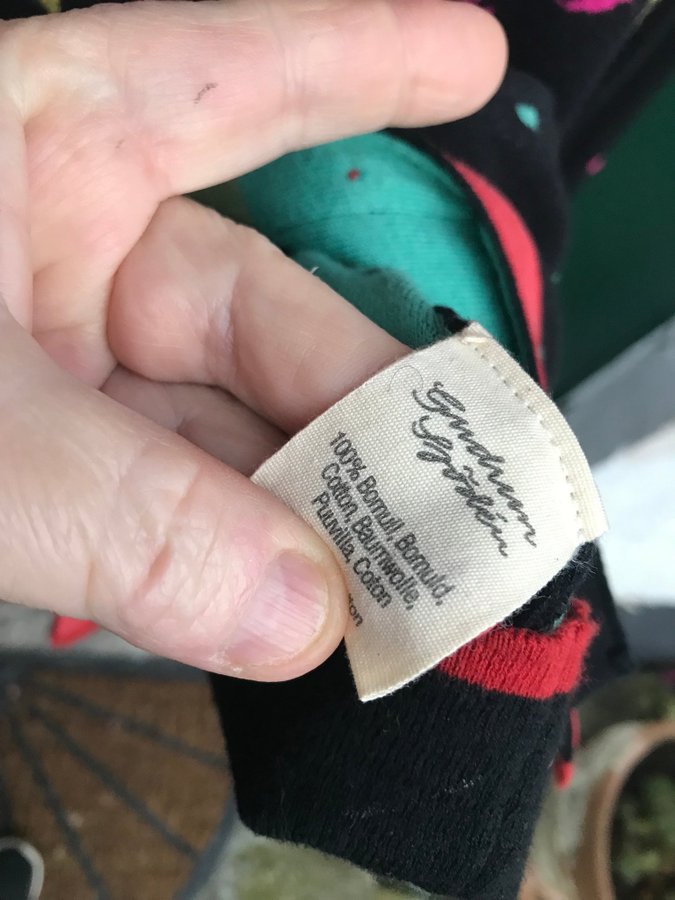 Gudrun
Sjödén
100% Bomull, Bomuld,
Cotton, Baumwolle,
Puuvilla, Coton